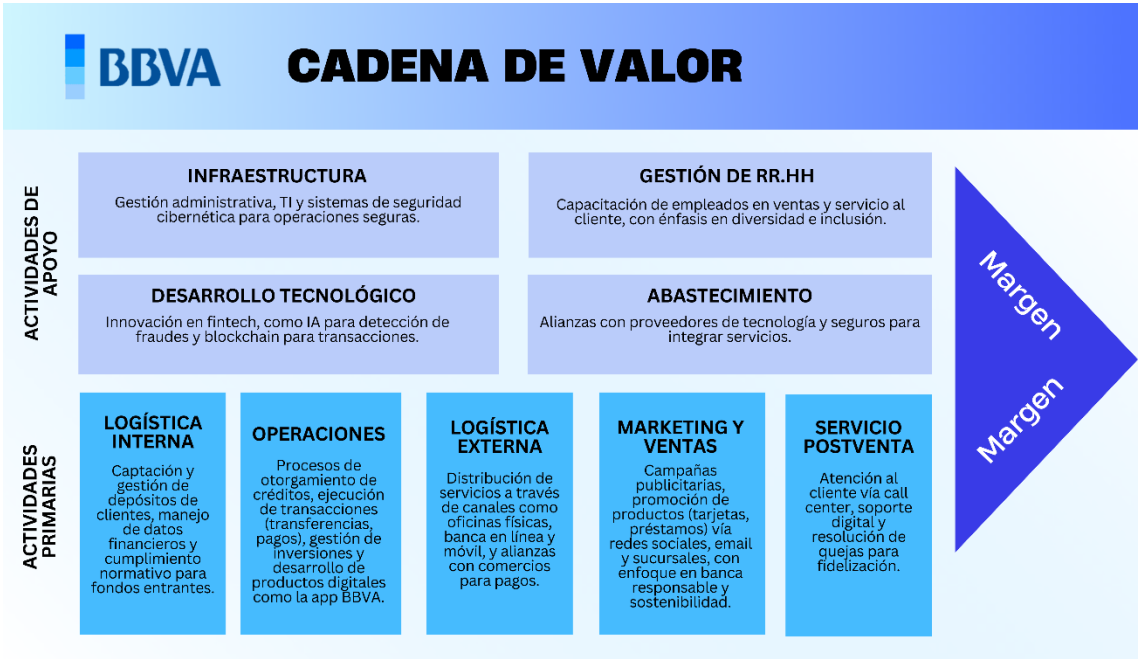 BBVA
CADENA DE VALOR
ACTIVIDADES DE
APOYO
INFRAESTRUCTURA
Gestión administrativa, TI y sistemas de seguridad
cibernética para operaciones seguras.
GESTIÓN DE RR.HH
Capacitación de empleados en ventas y servicio al
cliente, con énfasis en diversidad e inclusión.
DESARROLLO TECNOLÓGICO
Innovación en fintech, como IA para detección de
fraudes y blockchain para transacciones.
ABASTECIMIENTO
Alianzas con proveedores de tecnología y seguros para
integrar servicios.
Margen
Margen
ACTIVIDADES
PRIMARIAS
LOGÍSTICA
INTERNA
Captación y
gestión de
depósitos de
clientes, manejo
de datos
financieros y
cumplimiento
normativo para
fondos entrantes.
OPERACIONES
Procesos de
otorgamiento de
créditos, ejecución
de transacciones
(transferencias,
pagos), gestión de
inversiones y
desarrollo de
productos digitales
como la app BBVA.
LOGÍSTICA
EXTERNA
Distribución de
servicios a través
de canales como
oficinas físicas,
banca en línea y
móvil, y alianzas
con comercios
para pagos.
MARKETING Y
VENTAS
Campañas
publicitarias,
promoción de
productos (tarjetas,
préstamos) vía
redes sociales, email
y sucursales, con
enfoque en banca
responsable y
sostenibilidad.
SERVICIO
POSTVENTA
Atención al
cliente vía call
center, soporte
digital y
resolución de
quejas para
fidelización.